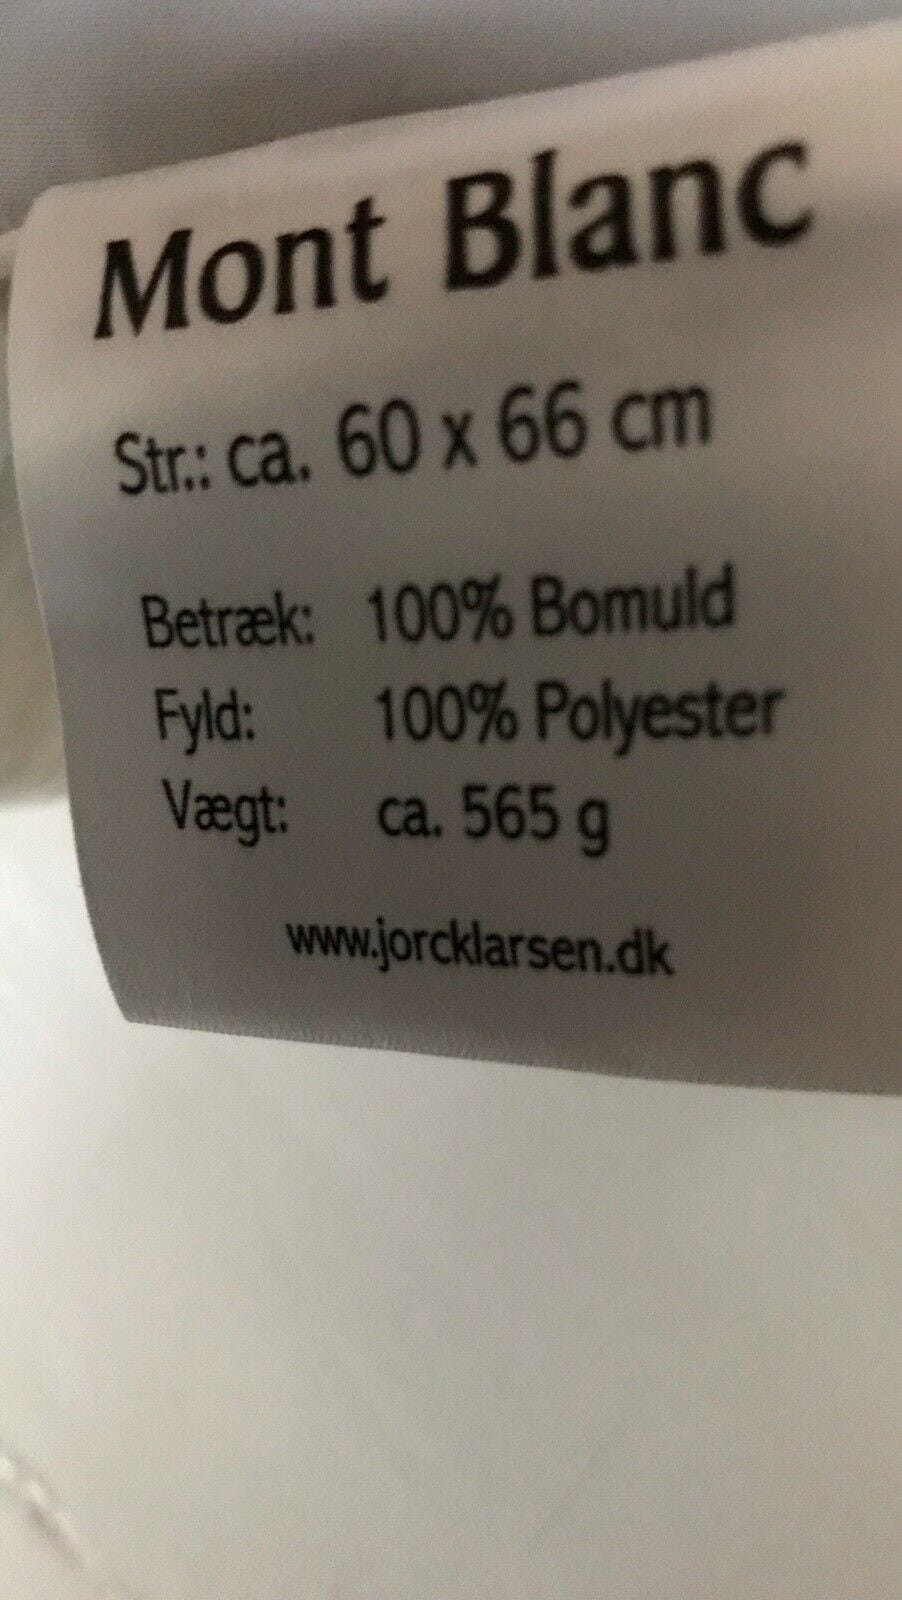 Mont Blanc
Str.: ca. 60 x 66 cm
Betræk: 100% Bomuld
Fyld: 100% Polyester
Vægt: ca. 565 g
www.jorcklarsen.dk